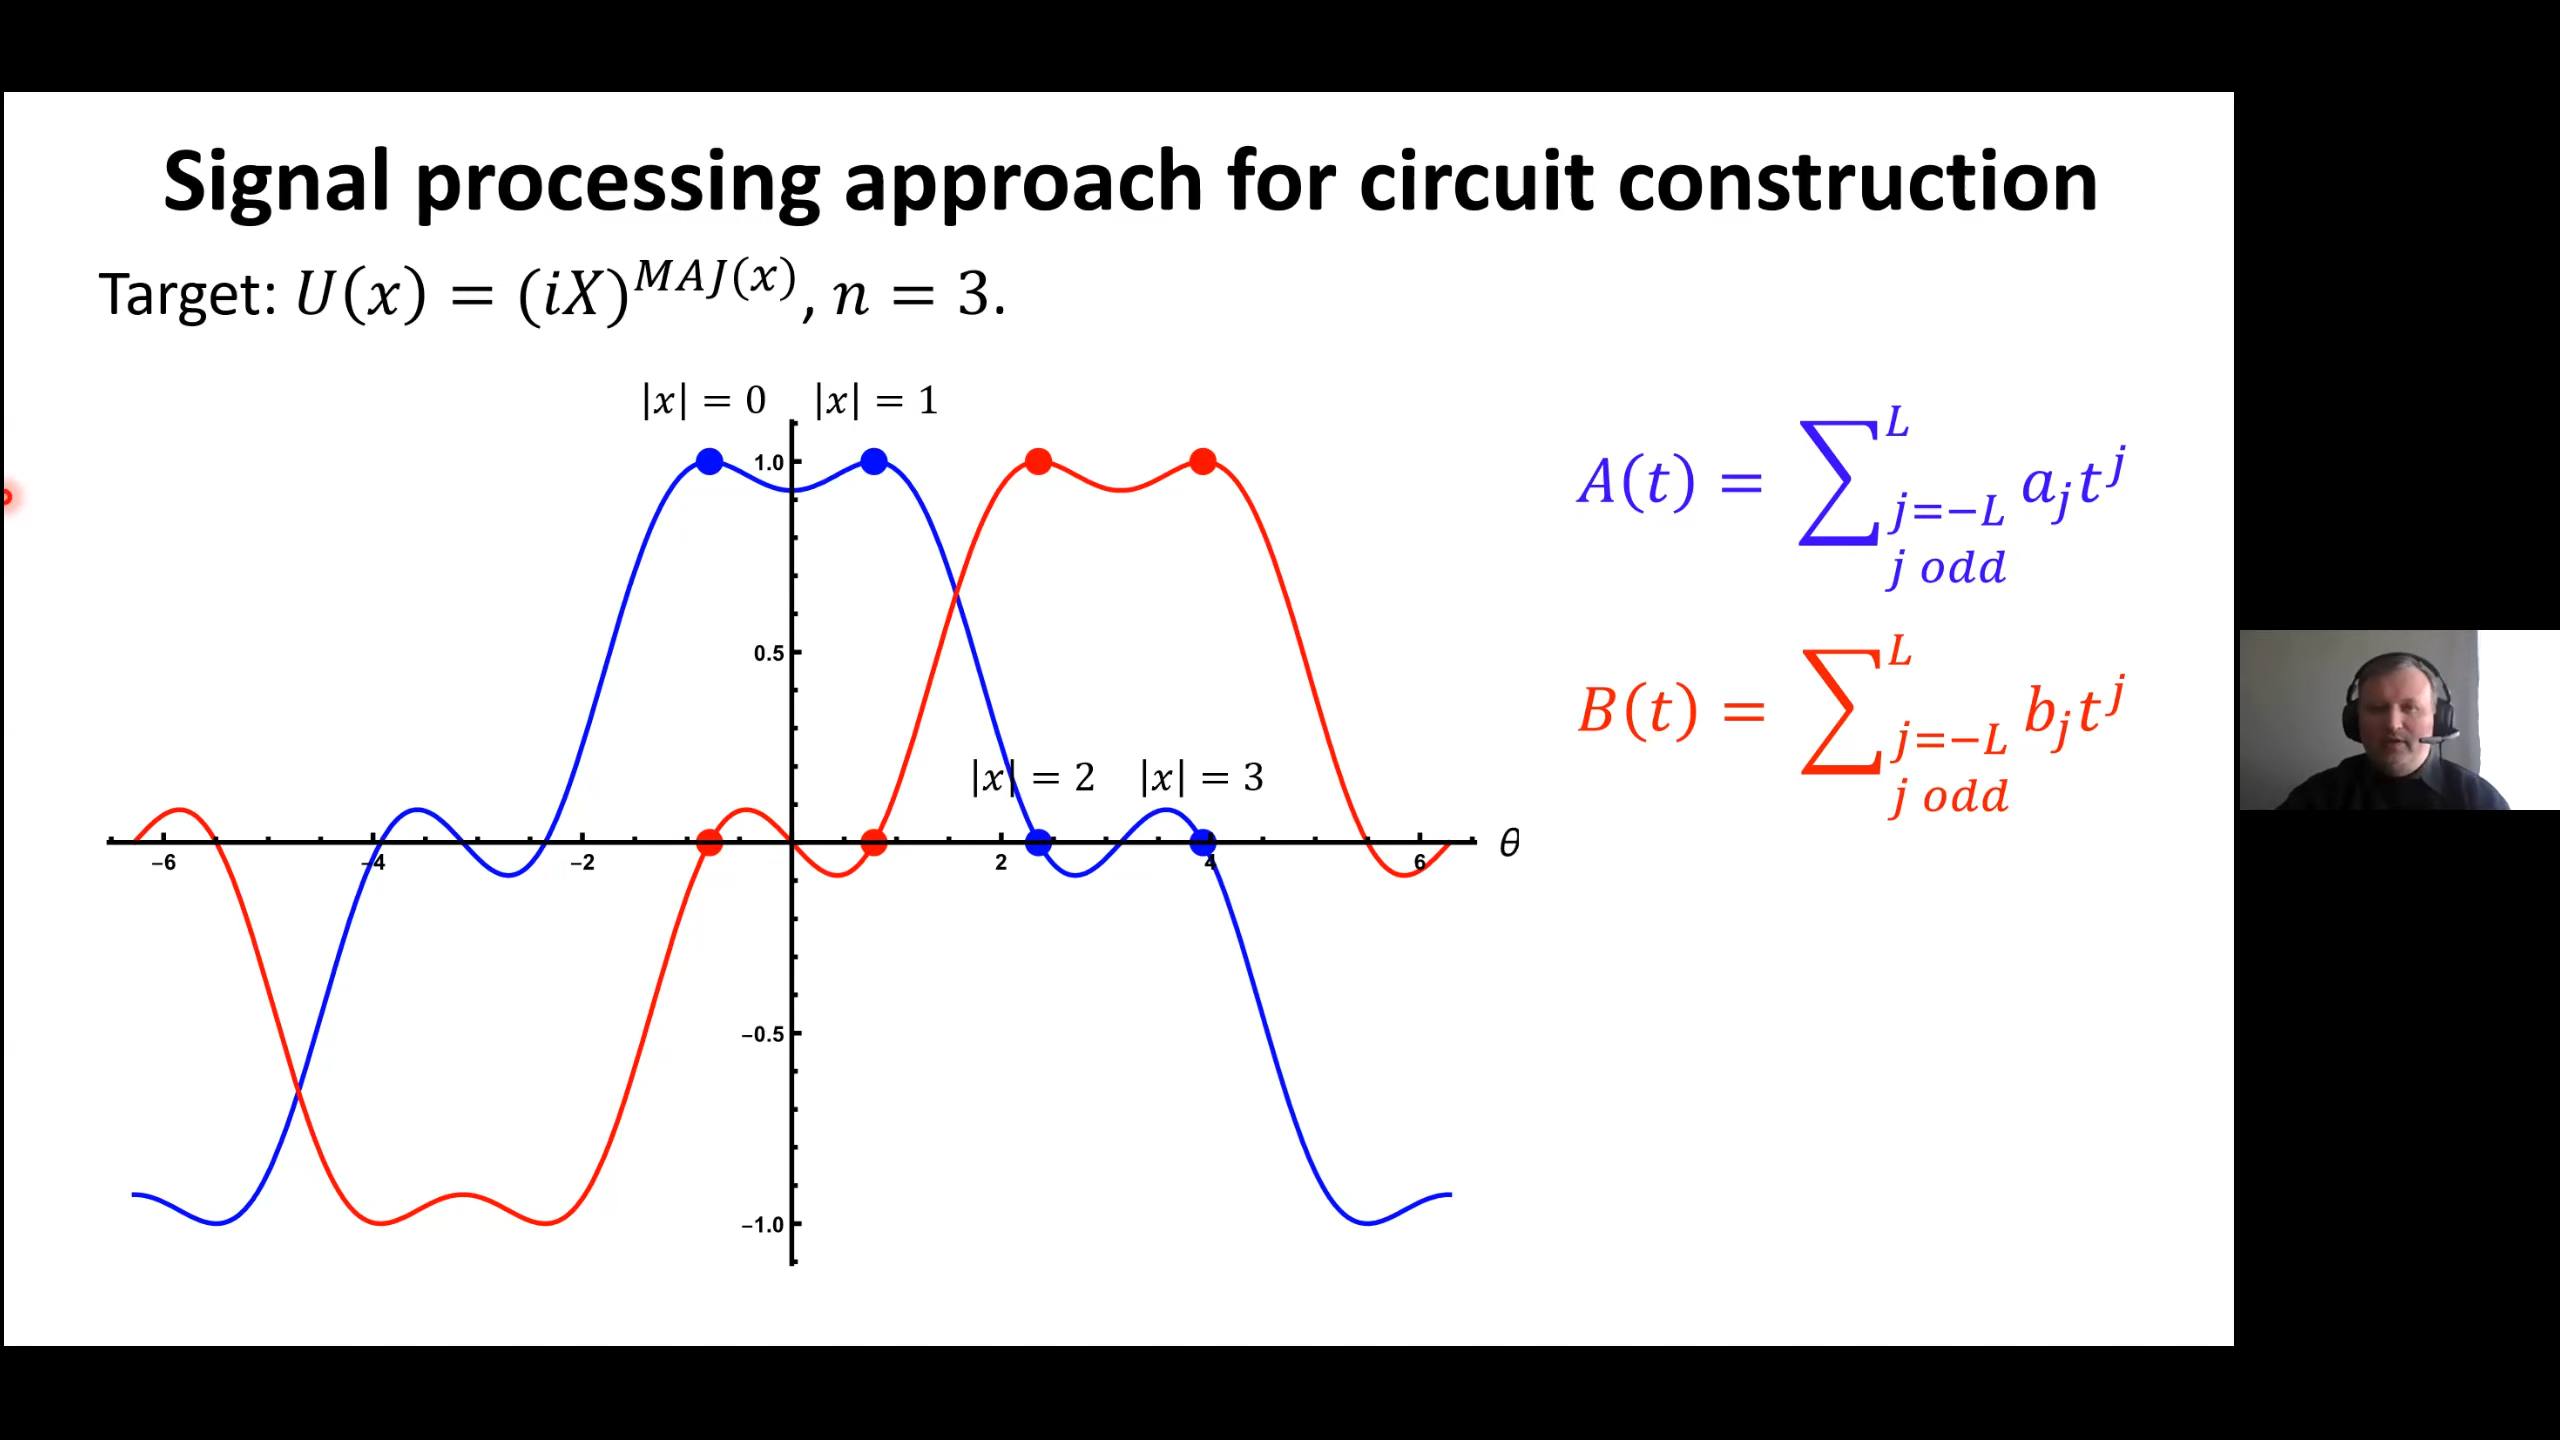 Signal processing approach for circuit construction
Target: U(x) = (iX)^{MAJ(x)}, n = 3.
|x| = 0 |x| = 1
1.0
0.5
|x| = 2 |x| = 3
−6 −4 −2 2 4 6 θ
−0.5
−1.0
A(t) = ∑_{j=−L, j odd}^{L} a_j t^j
B(t) = ∑_{j=−L, j odd}^{L} b_j t^j